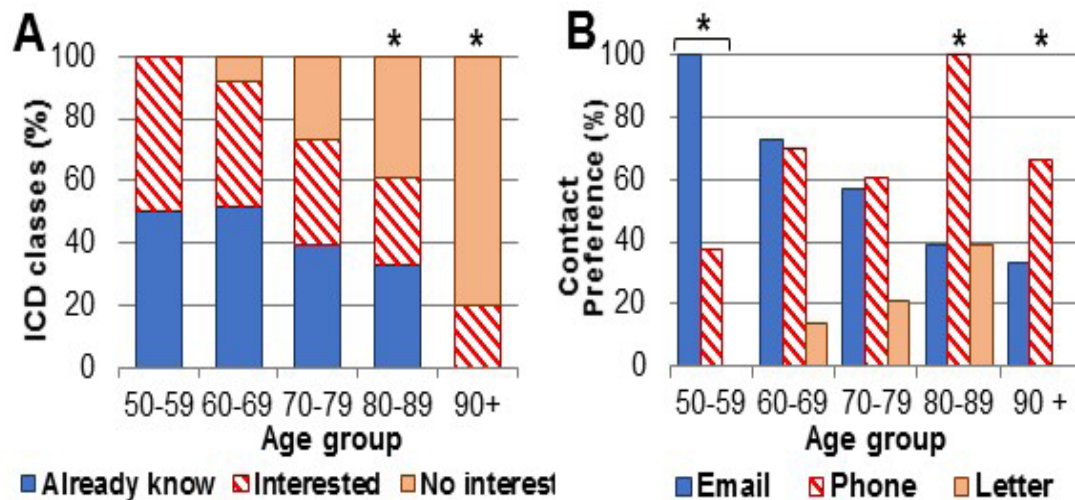 A
* *
ICD classes (%)
100
80
60
40
20
0
50-59 60-69 70-79 80-89 90+
Age group
Already know Interested No interest
B
* * *
Contact
Preference (%)
100
80
60
40
20
0
50-59 60-69 70-79 80-89 90 +
Age group
Email Phone Letter